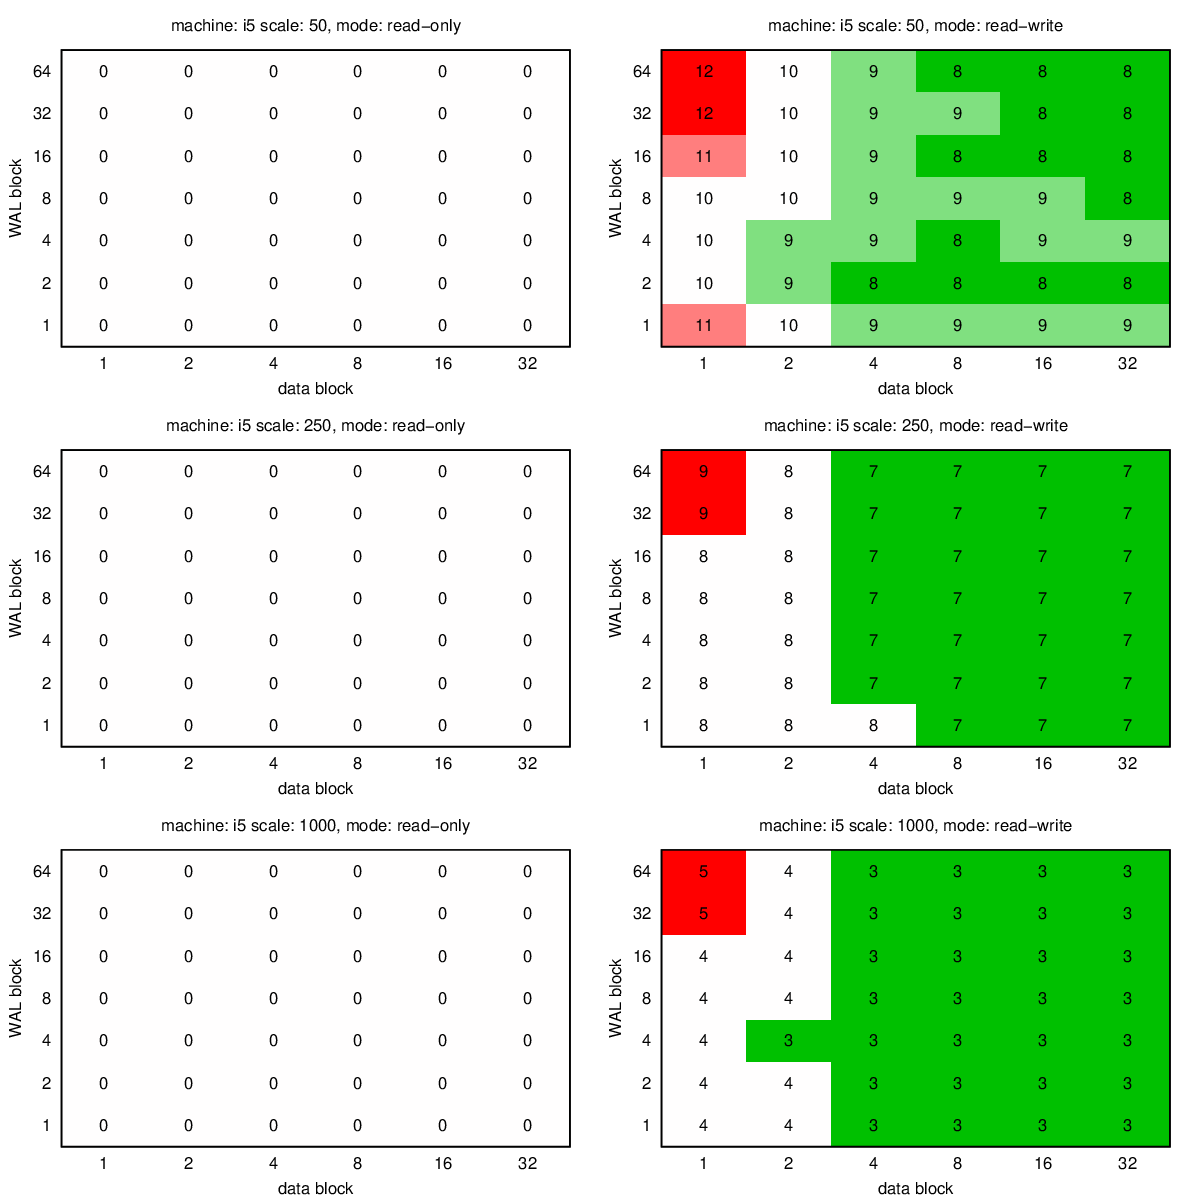 machine: i5 scale: 50, mode: read−only
64 0 0 0 0 0 0
32 0 0 0 0 0 0
16 0 0 0 0 0 0
8 0 0 0 0 0 0
4 0 0 0 0 0 0
2 0 0 0 0 0 0
1 0 0 0 0 0 0
WAL block
1 2 4 8 16 32
data block
machine: i5 scale: 50, mode: read−write
64 12 10 9 8 8 8
32 12 10 9 9 8 8
16 11 10 9 8 8 8
8 10 10 9 9 9 8
4 10 9 9 8 9 9
2 10 9 8 8 8 8
1 11 10 9 9 9 9
WAL block
1 2 4 8 16 32
data block
machine: i5 scale: 250, mode: read−only
64 0 0 0 0 0 0
32 0 0 0 0 0 0
16 0 0 0 0 0 0
8 0 0 0 0 0 0
4 0 0 0 0 0 0
2 0 0 0 0 0 0
1 0 0 0 0 0 0
WAL block
1 2 4 8 16 32
data block
machine: i5 scale: 250, mode: read−write
64 9 8 7 7 7 7
32 9 8 7 7 7 7
16 8 8 7 7 7 7
8 8 8 7 7 7 7
4 8 8 7 7 7 7
2 8 8 7 7 7 7
1 8 8 8 7 7 7
WAL block
1 2 4 8 16 32
data block
machine: i5 scale: 1000, mode: read−only
64 0 0 0 0 0 0
32 0 0 0 0 0 0
16 0 0 0 0 0 0
8 0 0 0 0 0 0
4 0 0 0 0 0 0
2 0 0 0 0 0 0
1 0 0 0 0 0 0
WAL block
1 2 4 8 16 32
data block
machine: i5 scale: 1000, mode: read−write
64 5 4 3 3 3 3
32 5 4 3 3 3 3
16 4 4 3 3 3 3
8 4 4 3 3 3 3
4 4 3 3 3 3 3
2 4 4 3 3 3 3
1 4 4 3 3 3 3
WAL block
1 2 4 8 16 32
data block